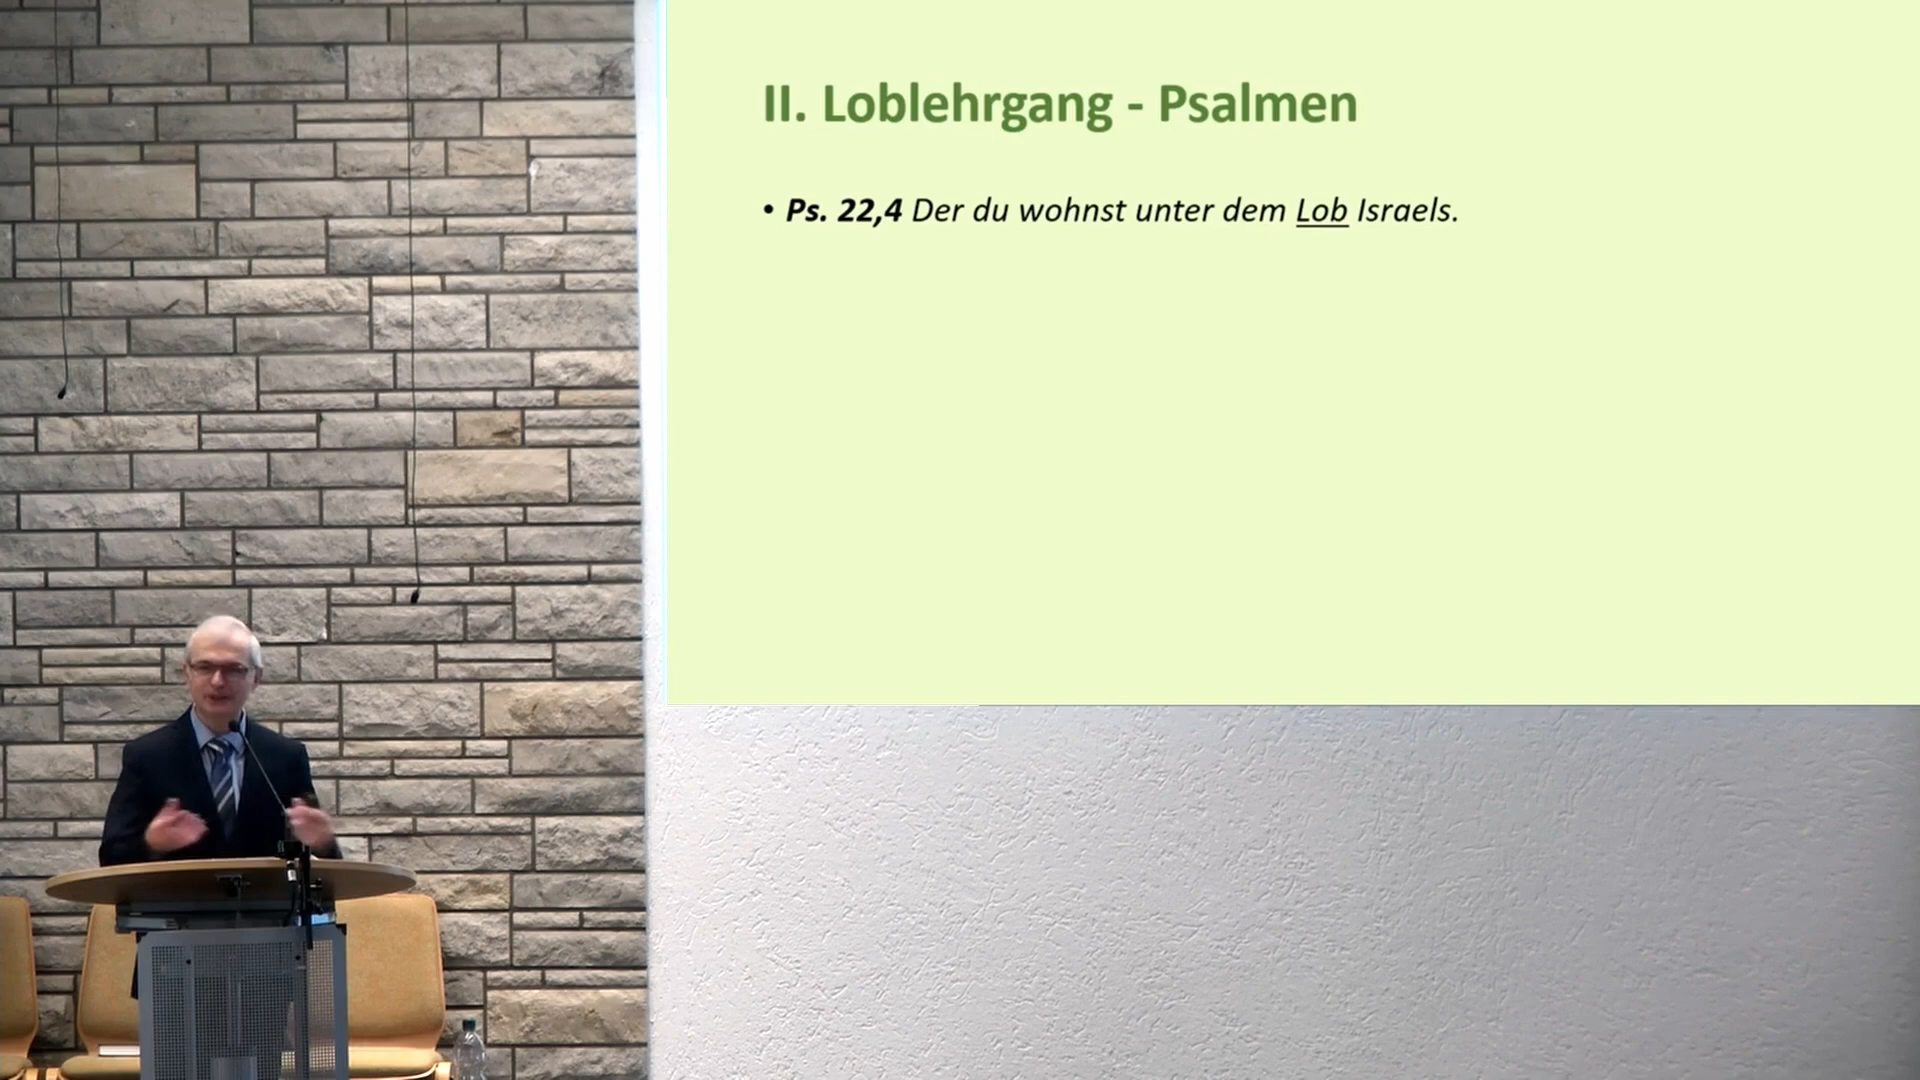 II. Loblehrgang - Psalmen
• Ps. 22,4 Der du wohnst unter dem Lob Israels.